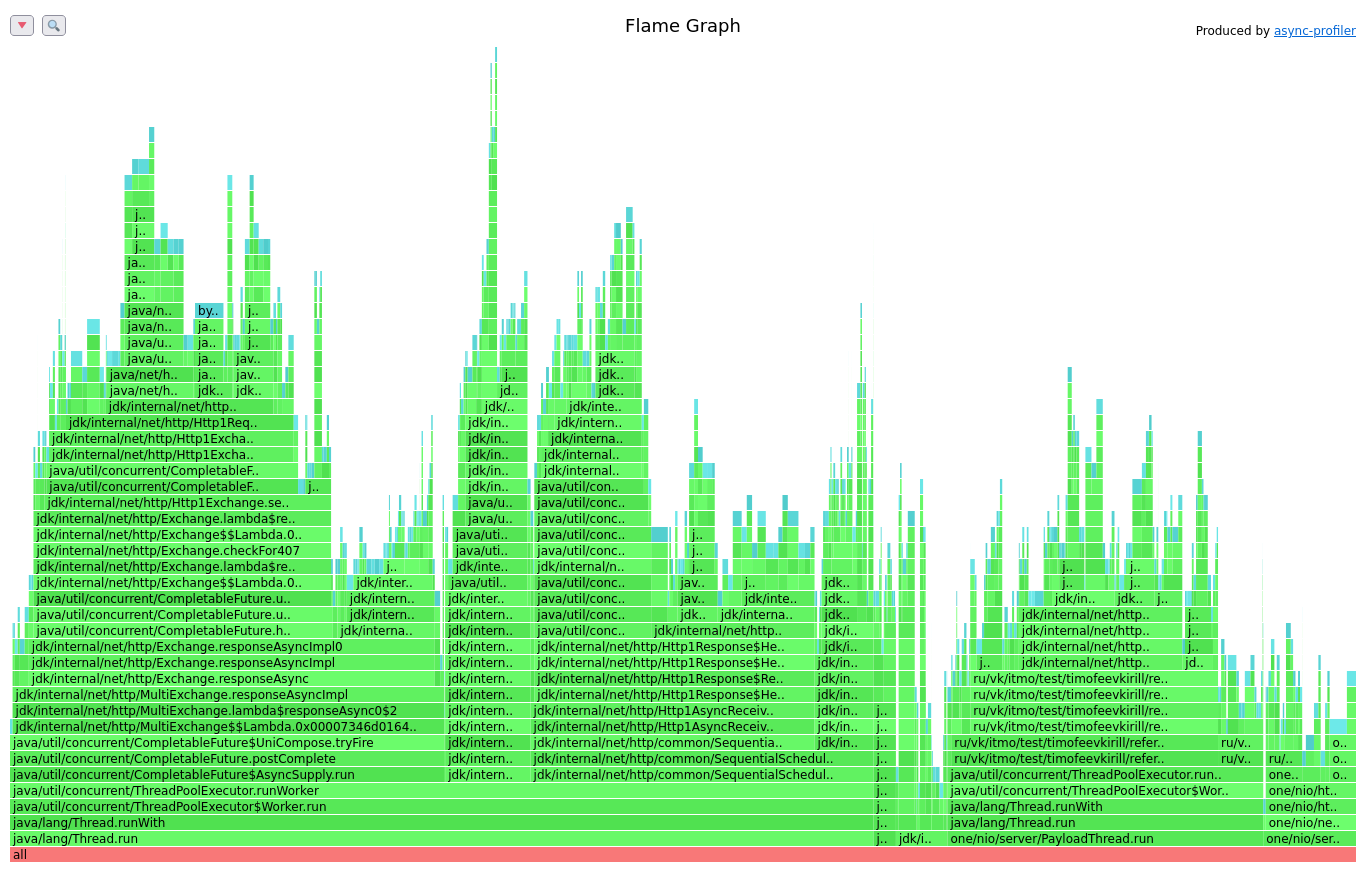 Flame Graph
Produced by async-profiler
j..
j..
j..
ja..
ja..
ja..
java/n.. by.. j..
java/n.. ja.. j..
java/u.. ja.. j..
java/u.. ja.. jav.. jdk..
java/net/h.. ja.. jav.. j.. jdk..
java/net/h.. jdk.. jdk.. jd.. jdk..
jdk/internal/net/http.. jdk/.. jdk/inte..
jdk/internal/net/http/Http1Req.. jdk/in.. jdk/intern..
jdk/internal/net/http/Http1Excha.. jdk/in.. jdk/interna..
jdk/internal/net/http/Http1Excha.. jdk/in.. jdk/internal..
java/util/concurrent/CompletableF.. jdk/in.. jdk/internal..
java/util/concurrent/CompletableF.. j.. jdk/in.. java/util/con..
jdk/internal/net/http/Http1Exchange.se.. java/u.. java/util/conc..
jdk/internal/net/http/Exchange.lambda$re.. java/u.. java/util/conc..
jdk/internal/net/http/Exchange$$Lambda.0.. java/uti.. java/util/conc.. j..
jdk/internal/net/http/Exchange.checkFor407 java/uti.. java/util/conc.. j..
jdk/internal/net/http/Exchange.lambda$re.. j.. jdk/inte.. jdk/internal/n.. j.. j.. j..
jdk/internal/net/http/Exchange$$Lambda.0.. jdk/inter.. java/util.. java/util/conc.. jav.. j.. jdk.. j.. j..
java/util/concurrent/CompletableFuture.u.. jdk/intern.. jdk/inter.. java/util/conc.. jav.. jdk/inte.. jdk.. jdk/in.. jdk.. j..
java/util/concurrent/CompletableFuture.u.. jdk/intern.. jdk/intern.. java/util/conc.. jdk.. jdk/interna.. jdk.. jdk/internal/net/http.. j..
java/util/concurrent/CompletableFuture.h.. jdk/interna.. jdk/intern.. java/util/conc.. jdk/internal/net/http.. jdk/i.. jdk/internal/net/http.. j..
jdk/internal/net/http/Exchange.responseAsyncImpl0 jdk/intern.. jdk/internal/net/http/Http1Response$He.. jdk/i.. jdk/internal/net/http.. j..
jdk/internal/net/http/Exchange.responseAsyncImpl jdk/intern.. jdk/internal/net/http/Http1Response$He.. jdk/in.. j.. jdk/internal/net/http.. jd..
jdk/internal/net/http/Exchange.responseAsync jdk/intern.. jdk/internal/net/http/Http1Response$Re.. jdk/in.. ru/vk/itmo/test/timofeevkirill/re..
jdk/internal/net/http/MultiExchange.responseAsyncImpl jdk/intern.. jdk/internal/net/http/Http1Response$He.. jdk/in.. ru/vk/itmo/test/timofeevkirill/re..
jdk/internal/net/http/MultiExchange.lambda$responseAsync0$2 jdk/intern.. jdk/internal/net/http/Http1AsyncReceiv.. jdk/in.. j.. ru/vk/itmo/test/timofeevkirill/re..
jdk/internal/net/http/MultiExchange$$Lambda.0x00007346d0164.. jdk/intern.. jdk/internal/net/http/Http1AsyncReceiv.. jdk/in.. j.. ru/vk/itmo/test/timofeevkirill/re..
java/util/concurrent/CompletableFuture$UniCompose.tryFire jdk/intern.. jdk/internal/net/http/common/Sequentia.. jdk/in.. j.. ru/vk/itmo/test/timofeevkirill/refer.. ru/v.. o..
java/util/concurrent/CompletableFuture.postComplete jdk/intern.. jdk/internal/net/http/common/SequentialSchedul.. j.. ru/vk/itmo/test/timofeevkirill/refer.. ru/v.. ru/.. o..
java/util/concurrent/CompletableFuture$AsyncSupply.run jdk/intern.. jdk/internal/net/http/common/SequentialSchedul.. j.. java/util/concurrent/ThreadPoolExecutor.run.. one.. o..
java/util/concurrent/ThreadPoolExecutor.runWorker j.. java/util/concurrent/ThreadPoolExecutor$Wor.. one/nio/ht..
java/util/concurrent/ThreadPoolExecutor$Worker.run j.. java/lang/Thread.runWith one/nio/ht..
java/lang/Thread.runWith j.. java/lang/Thread.run one/nio/ne..
java/lang/Thread.run j.. jdk/i.. one/nio/server/PayloadThread.run one/nio/ser..
all